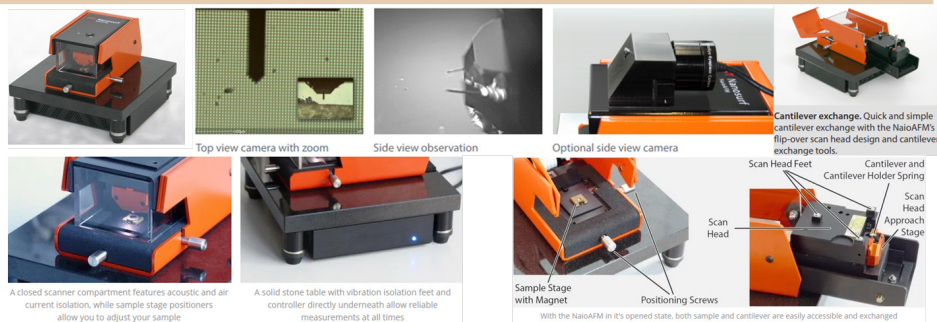 Nanosurf
Cantilever exchange. Quick and simple
cantilever exchange with the NaioAFM's
flip-over scan head design and cantilever
exchange tools.
Top view camera with zoom
Side view observation
Optional side view camera
Scan Head Feet
Cantilever and
Cantilever Holder Spring
Scan
Head
Approach
Stage
Scan
Head
Sample Stage
with Magnet
Positioning Screws
A closed scanner compartment features acoustic and air
current isolation, while sample stage positioners
allow you to adjust your sample
A solid stone table with vibration isolation feet and
controller directly underneath allow reliable
measurements at all times
With the NaioAFM in it's opened state, both sample and cantilever are easily accessible and exchanged